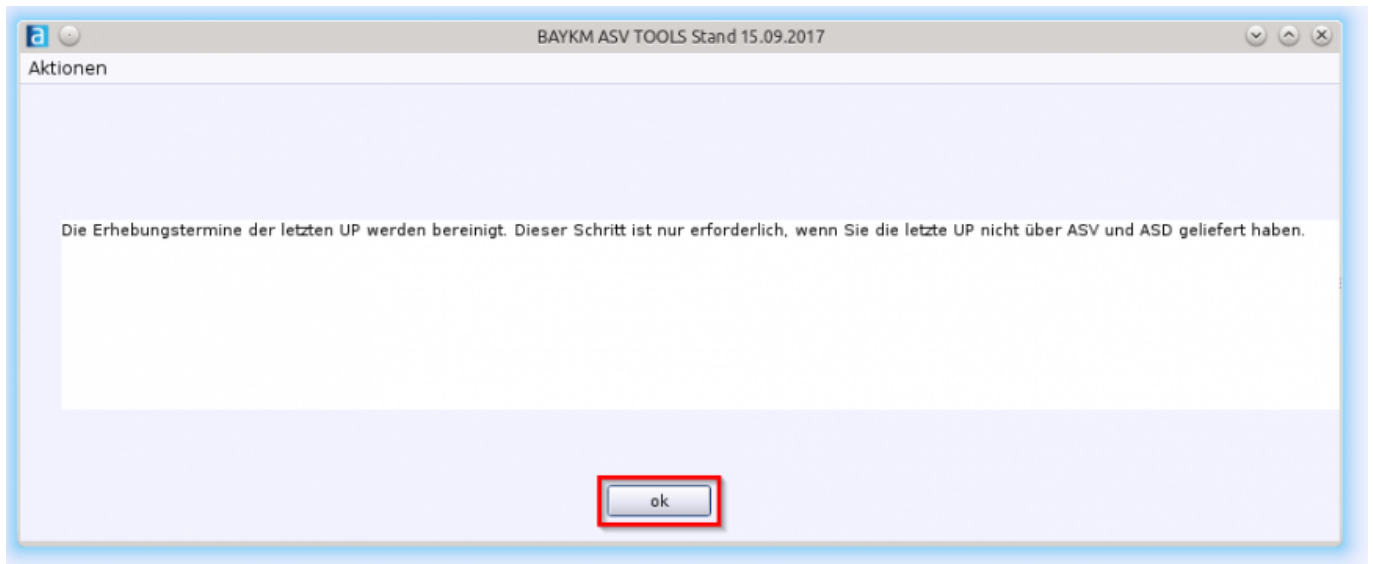 BAYKM ASV TOOLS Stand 15.09.2017
Aktionen
Die Erhebungstermine der letzten UP werden bereinigt. Dieser Schritt ist nur erforderlich, wenn Sie die letzte UP nicht über ASV und ASD geliefert haben.
ok